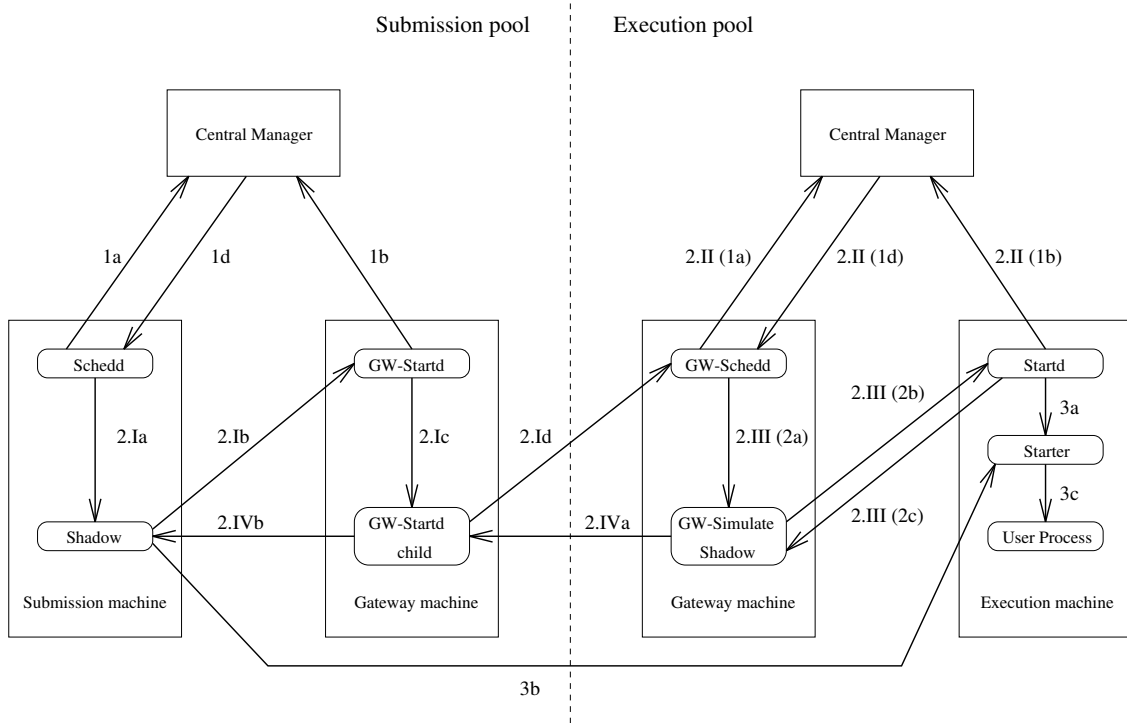 Submission pool
Execution pool
Central Manager
Central Manager
1a
1d
1b
2.II (1a)
2.II (1d)
2.II (1b)
Schedd
GW-Startd
GW-Schedd
Startd
2.Ia
2.Ib
2.Ic
2.Id
2.III (2a)
2.III (2b)
3a
Starter
2.III (2c)
3c
Shadow
2.IVb
GW-Startd
child
2.IVa
GW-Simulate
Shadow
User Process
Submission machine
Gateway machine
Gateway machine
Execution machine
3b